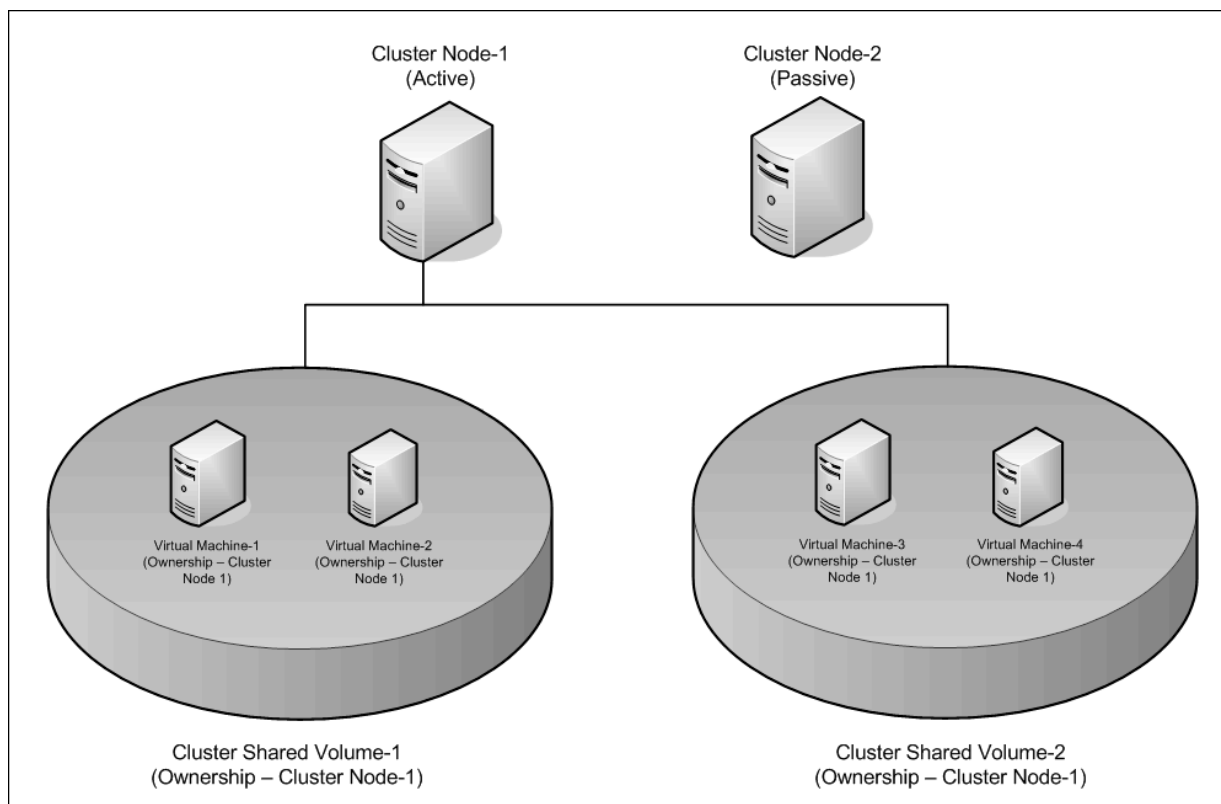 Cluster Node-1
(Active)
Cluster Node-2
(Passive)
Virtual Machine-1
(Ownership – Cluster
Node 1)
Virtual Machine-2
(Ownership – Cluster
Node 1)
Virtual Machine-3
(Ownership – Cluster
Node 1)
Virtual Machine-4
(Ownership – Cluster
Node 1)
Cluster Shared Volume-1
(Ownership – Cluster Node-1)
Cluster Shared Volume-2
(Ownership – Cluster Node-1)